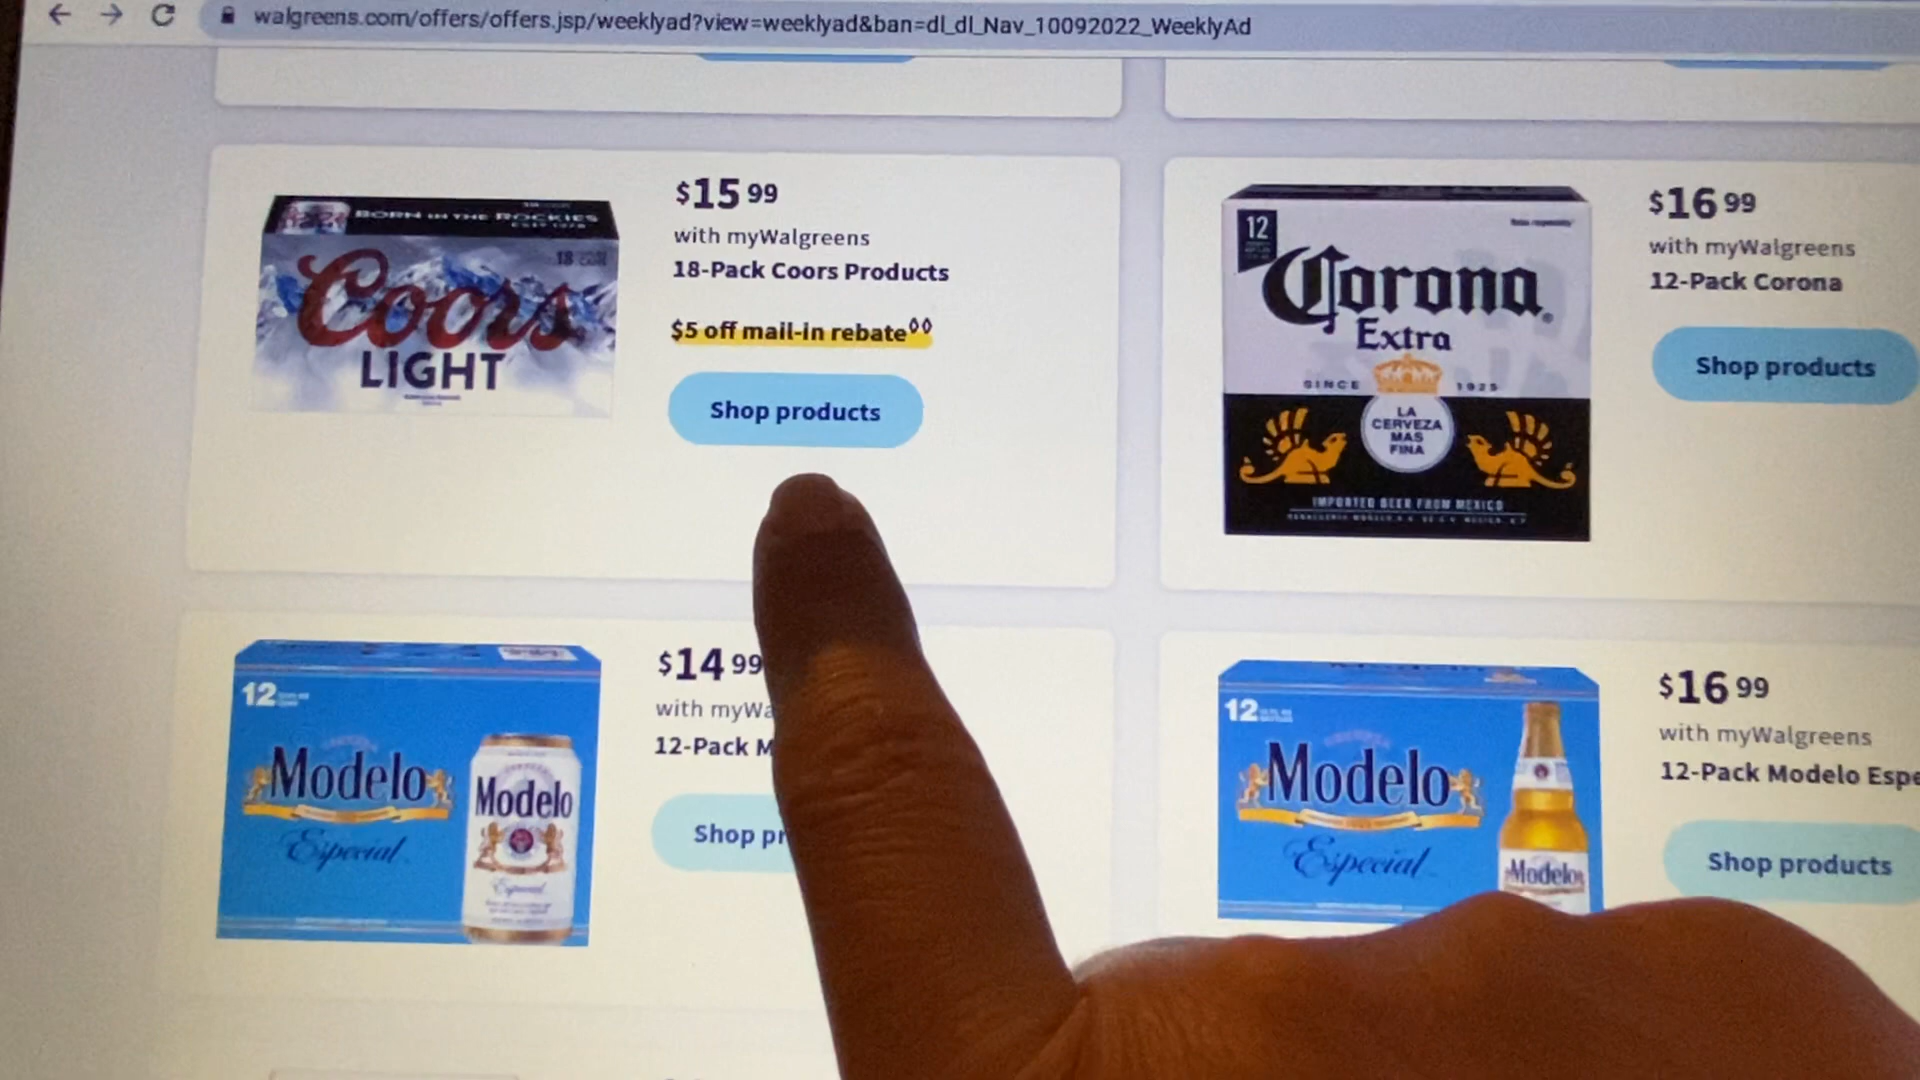 walgreens.com/offers/offers.jsp/weeklyad?view=weeklyad&ban=dl_dl_Nav_10092022_WeeklyAd
BORN IN THE ROCKIES
18
Coors
LIGHT
$15 99
with myWalgreens
18-Pack Coors Products
$5 off mail-in rebate◊◊
Shop products
12
Corona
Extra
SINCE 1925
LA
CERVEZA
MAS
FINA
IMPORTED BEER FROM MEXICO
$16 99
with myWalgreens
12-Pack Corona
Shop products
12
Modelo
Especial
Modelo
Especial
$14 99
with myWa
12-Pack M
Shop pr
12
Modelo
Especial
Modelo
$16 99
with myWalgreens
12-Pack Modelo Espe
Shop products